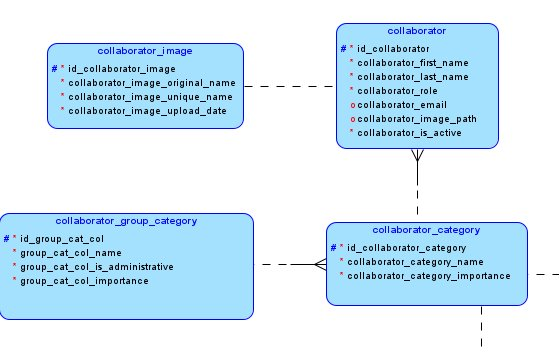 collaborator_image
# * id_collaborator_image
* collaborator_image_original_name
* collaborator_image_unique_name
* collaborator_image_upload_date
collaborator
# * id_collaborator
* collaborator_first_name
* collaborator_last_name
* collaborator_role
o collaborator_email
o collaborator_image_path
* collaborator_is_active
collaborator_group_category
# * id_group_cat_col
* group_cat_col_name
* group_cat_col_is_administrative
* group_cat_col_importance
collaborator_category
# * id_collaborator_category
* collaborator_category_name
* collaborator_category_importance